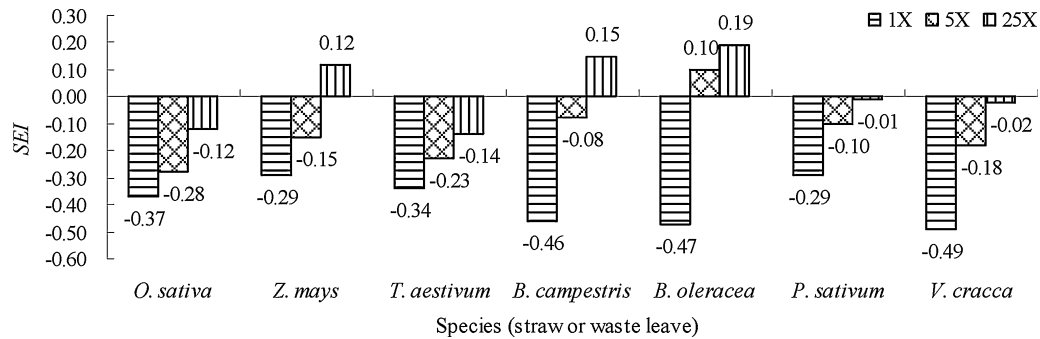 0.30
0.20
0.10
0.00
-0.10
-0.20
-0.30
-0.40
-0.50
-0.60
SEI
1X 5X 25X
-0.37 -0.28 -0.12
-0.29 -0.15 0.12
-0.34 -0.23 -0.14
-0.46 -0.08 0.15
-0.47 0.10 0.19
-0.29 -0.10 -0.01
-0.49 -0.18 -0.02
O. sativa Z. mays T. aestivum B. campestris B. oleracea P. sativum V. cracca
Species (straw or waste leave)